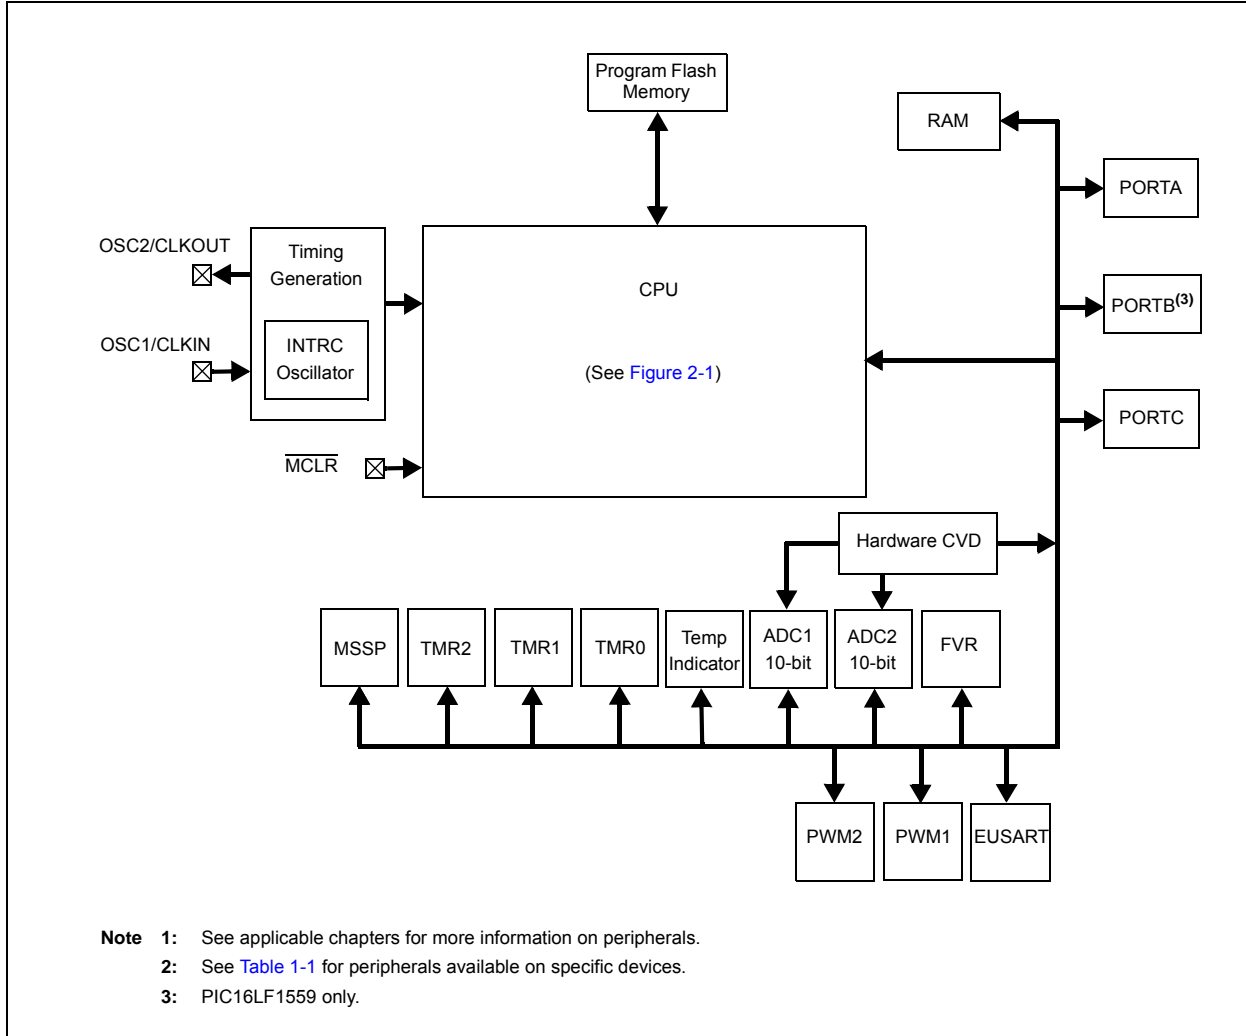 Program Flash
Memory
RAM
PORTA
OSC2/CLKOUT
Timing
Generation
CPU
PORTB(3)
OSC1/CLKIN
INTRC
Oscillator
(See Figure 2-1)
PORTC
MCLR
Hardware CVD
MSSP
TMR2
TMR1
TMR0
Temp
Indicator
ADC1
10-bit
ADC2
10-bit
FVR
PWM2
PWM1
EUSART
Note 1: See applicable chapters for more information on peripherals.
2: See Table 1-1 for peripherals available on specific devices.
3: PIC16LF1559 only.